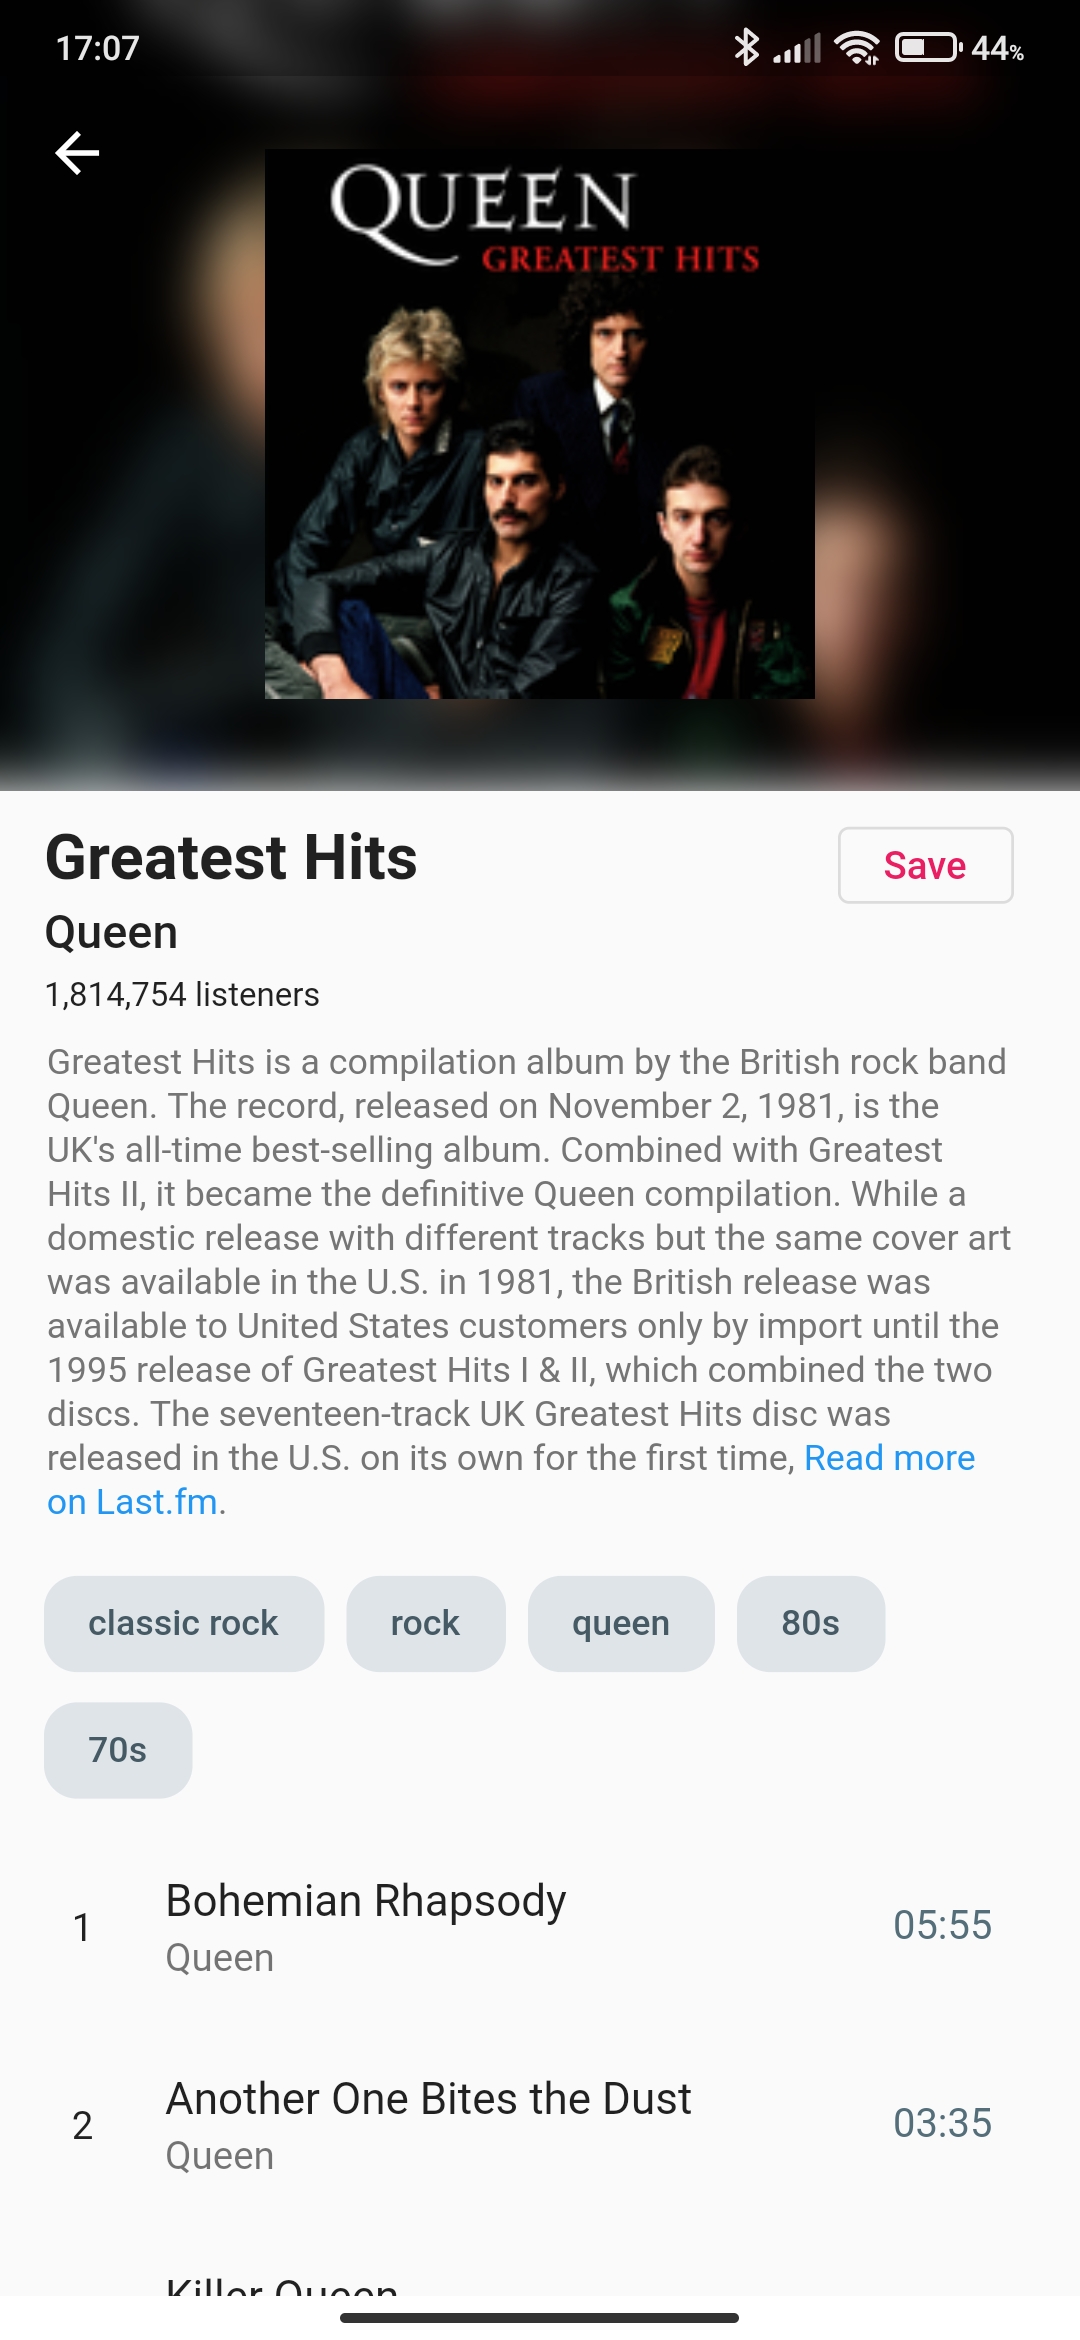 17:07
44%
QUEEN
GREATEST HITS
Greatest Hits
Save
Queen
1,814,754 listeners
Greatest Hits is a compilation album by the British rock band
Queen. The record, released on November 2, 1981, is the
UK's all-time best-selling album. Combined with Greatest
Hits II, it became the definitive Queen compilation. While a
domestic release with different tracks but the same cover art
was available in the U.S. in 1981, the British release was
available to United States customers only by import until the
1995 release of Greatest Hits I & II, which combined the two
discs. The seventeen-track UK Greatest Hits disc was
released in the U.S. on its own for the first time, Read more
on Last.fm.
classic rock rock queen 80s
70s
1 Bohemian Rhapsody 05:55
Queen
2 Another One Bites the Dust 03:35
Queen
Killer Queen